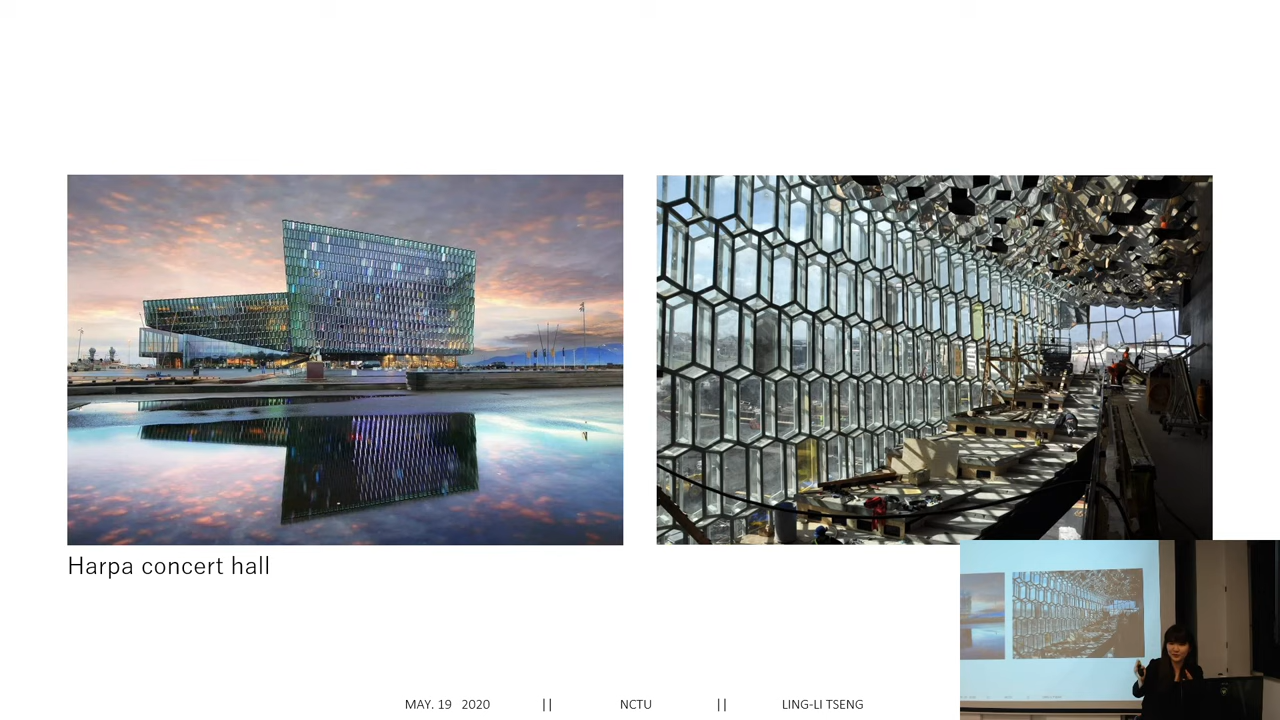 Harpa concert hall
MAY. 19 2020 || NCTU || LING-LI TSENG